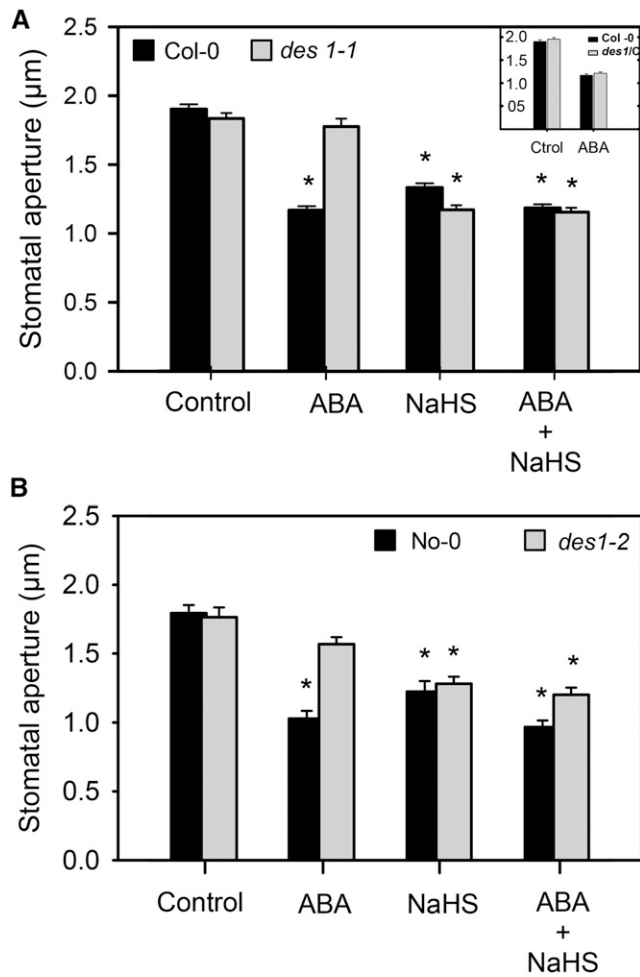 A
Stomatal aperture (µm)
2.5
2.0
1.5
1.0
0.5
0.0
Col-0
des 1-1
2.0
1.0
05
Col -0
des1/C
Ctrol
ABA
*
*
*
*
*
Control
ABA
NaHS
ABA
+
NaHS
B
Stomatal aperture (µm)
2.5
2.0
1.5
1.0
0.5
0.0
No-0
des1-2
*
*
*
*
*
Control
ABA
NaHS
ABA
+
NaHS